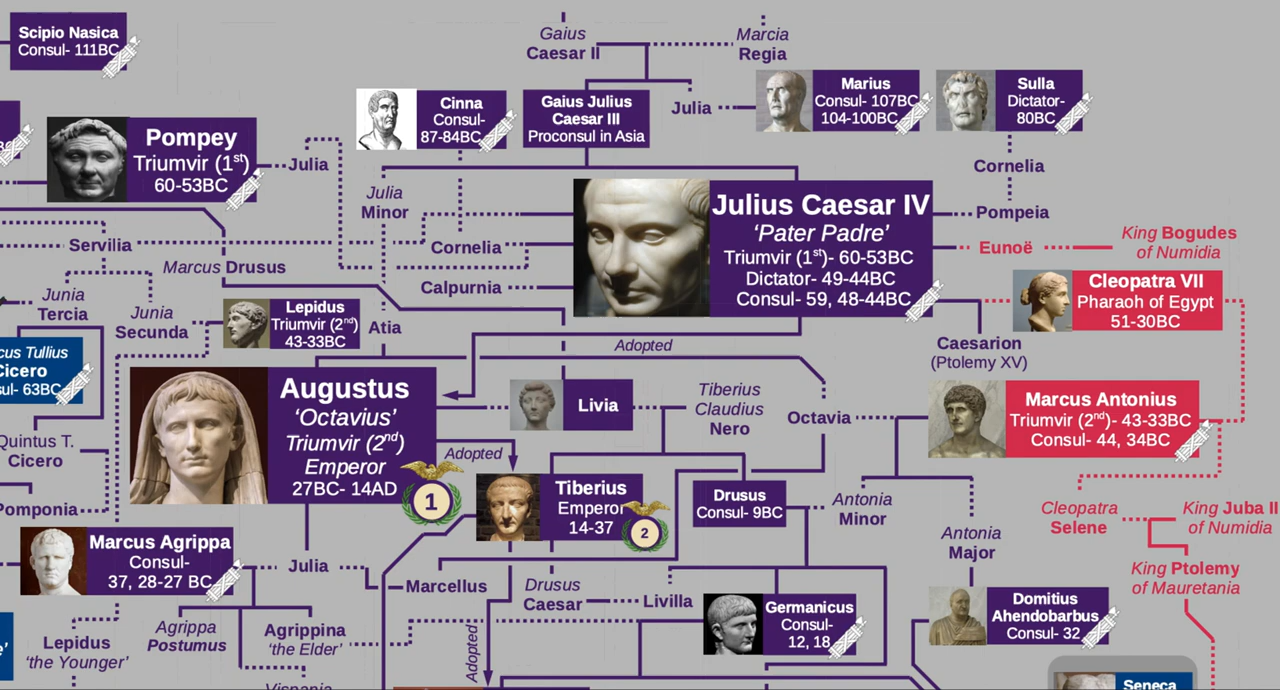 Scipio Nasica
Consul- 111BC
Gaius
Caesar II
Marcia
Regia
Cinna
Consul-
87-84BC
Gaius Julius
Caesar III
Proconsul in Asia
Julia
Marius
Consul- 107BC
104-100BC
Sulla
Dictator-
80BC
Pompey
Triumvir (1st)
60-53BC
Julia
Julia
Minor
Cornelia
Julius Caesar IV
‘Pater Padre’
Triumvir (1st)- 60-53BC
Dictator- 49-44BC
Consul- 59, 48-44BC
Pompeia
Servilia
Cornelia
Eunoë
King Bogudes
of Numidia
Marcus Drusus
Calpurnia
Cleopatra VII
Pharaoh of Egypt
51-30BC
Junia
Tercia
Junia
Secunda
Lepidus
Triumvir (2nd)
43-33BC
Atia
Adopted
Caesarion
(Ptolemy XV)
cus Tullius
Cicero
sul- 63BC
Augustus
‘Octavius’
Triumvir (2nd)
Emperor
27BC- 14AD
1
Livia
Tiberius
Claudius
Nero
Octavia
Marcus Antonius
Triumvir (2nd)- 43-33BC
Consul- 44, 34BC
Quintus T.
Cicero
Adopted
Tiberius
Emperor
14-37
2
Drusus
Consul- 9BC
Antonia
Minor
Pomponia
Cleopatra
Selene
King Juba II
of Numidia
Antonia
Major
Marcus Agrippa
Consul-
37, 28-27 BC
Julia
Marcellus
Drusus
Caesar
Livilla
King Ptolemy
of Mauretania
Germanicus
Consul-
12, 18
Domitius
Ahendobarbus
Consul- 32
Lepidus
‘the Younger’
Agrippa
Postumus
Agrippina
‘the Elder’
Adopted
Vispania
Seneca